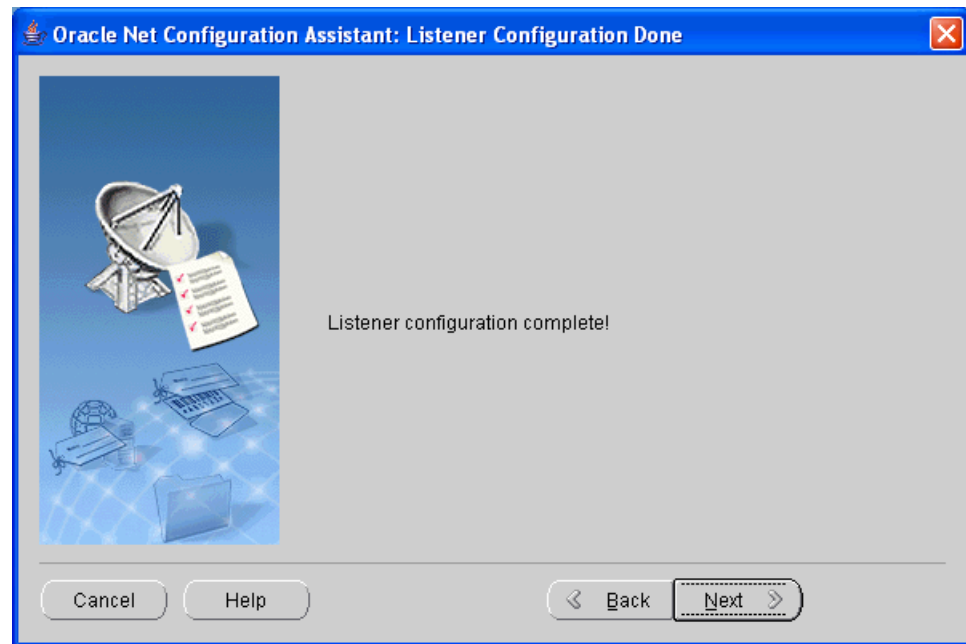 Oracle Net Configuration Assistant: Listener Configuration Done
Listener configuration complete!
Cancel
Help
Back
Next